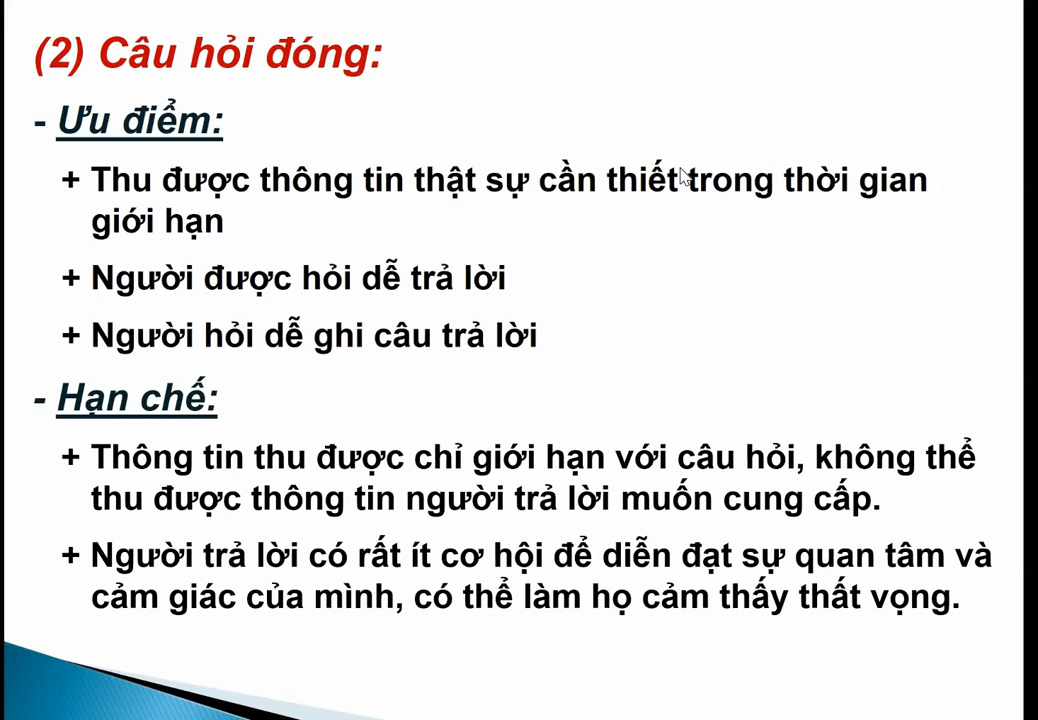 (2) Câu hỏi đóng:
- Ưu điểm:
+ Thu được thông tin thật sự cần thiết trong thời gian
giới hạn
+ Người được hỏi dễ trả lời
+ Người hỏi dễ ghi câu trả lời
- Hạn chế:
+ Thông tin thu được chỉ giới hạn với câu hỏi, không thể
thu được thông tin người trả lời muốn cung cấp.
+ Người trả lời có rất ít cơ hội để diễn đạt sự quan tâm và
cảm giác của mình, có thể làm họ cảm thấy thất vọng.